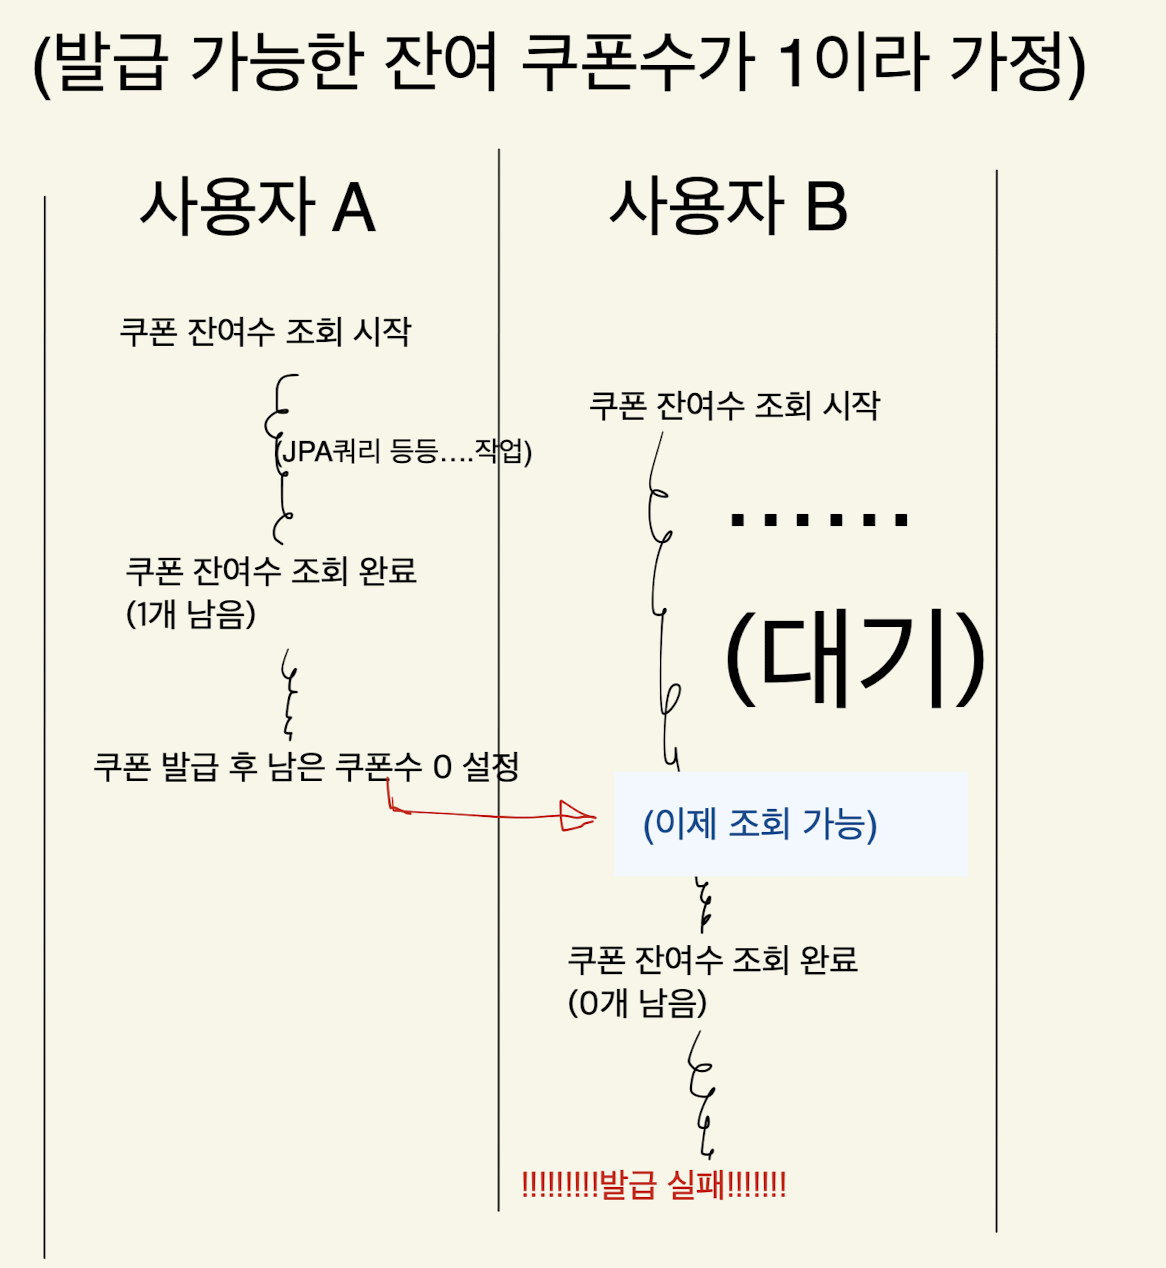 (발급 가능한 잔여 쿠폰수가 1이라 가정)
사용자 A
쿠폰 잔여수 조회 시작
(JPA쿼리 등등....작업)
쿠폰 잔여수 조회 완료
(1개 남음)
쿠폰 발급 후 남은 쿠폰수 0 설정
사용자 B
쿠폰 잔여수 조회 시작
......
(대기)
(이제 조회 가능)
쿠폰 잔여수 조회 완료
(0개 남음)
!!!!!!!!!발급 실패!!!!!!!